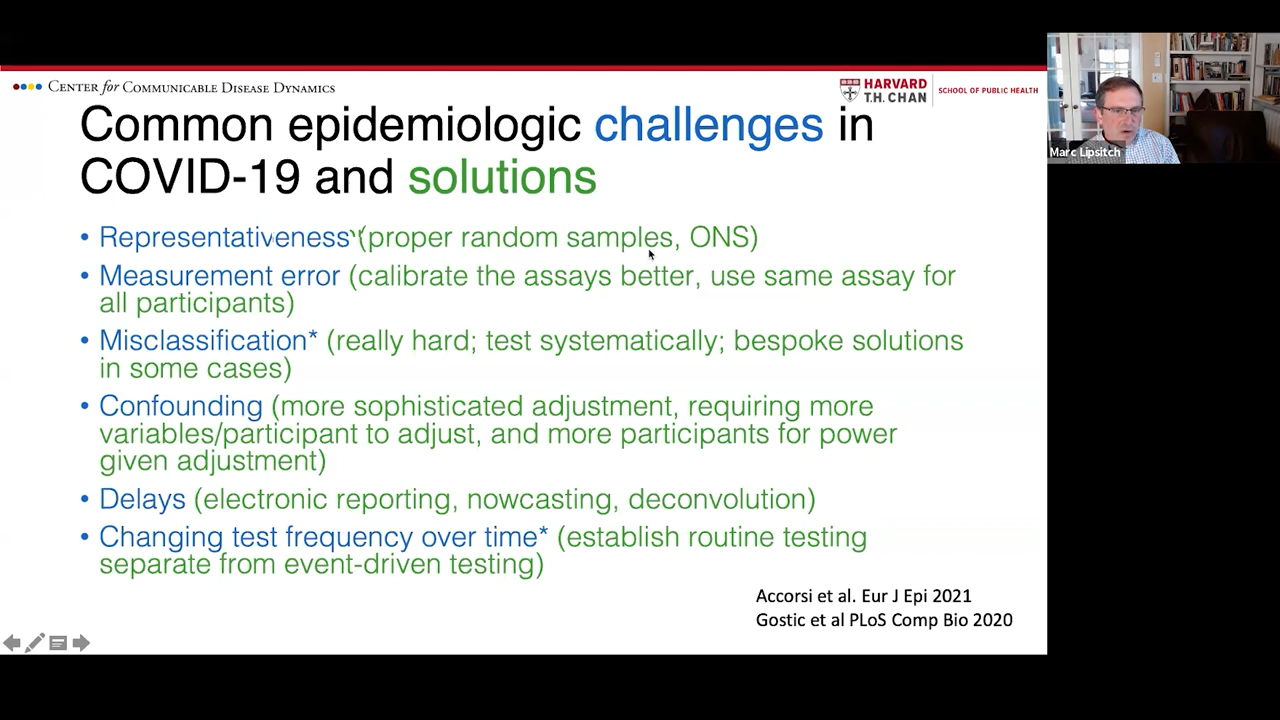 CENTER for COMMUNICABLE DISEASE DYNAMICS
HARVARD
T.H. CHAN
SCHOOL OF PUBLIC HEALTH
Marc Lipsitch
Common epidemiologic challenges in
COVID-19 and solutions
• Representativeness* (proper random samples, ONS)
• Measurement error (calibrate the assays better, use same assay for
all participants)
• Misclassification* (really hard; test systematically; bespoke solutions
in some cases)
• Confounding (more sophisticated adjustment, requiring more
variables/participant to adjust, and more participants for power
given adjustment)
• Delays (electronic reporting, nowcasting, deconvolution)
• Changing test frequency over time* (establish routine testing
separate from event-driven testing)
Accorsi et al. Eur J Epi 2021
Gostic et al PLoS Comp Bio 2020